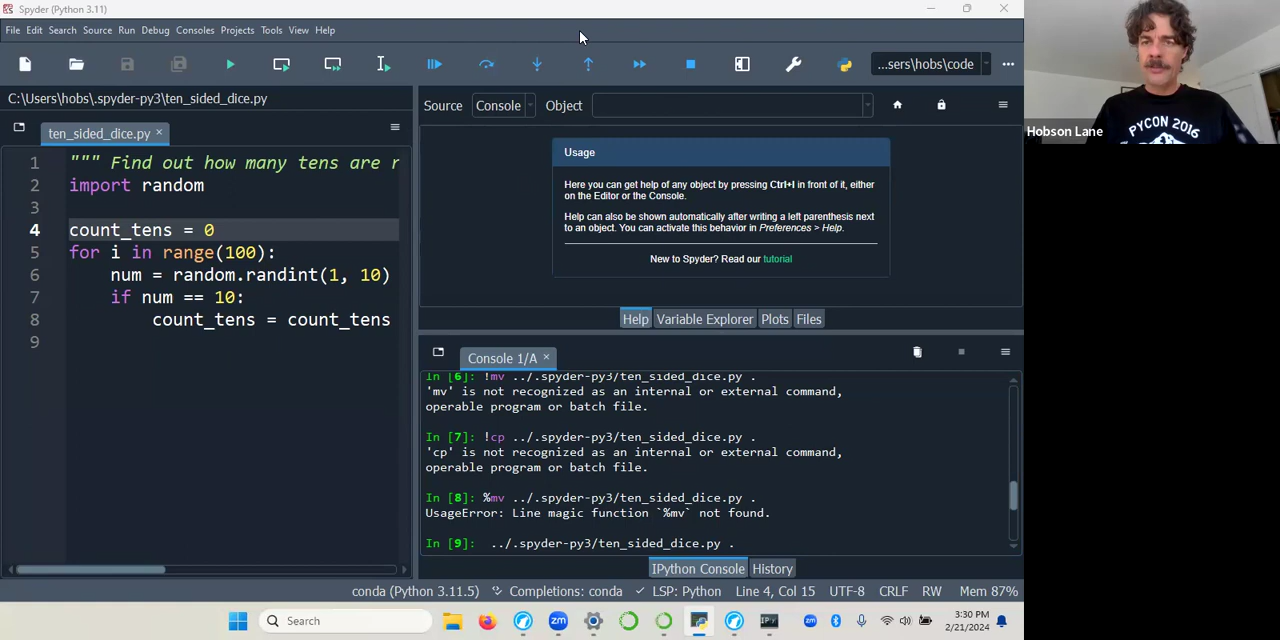 Spyder (Python 3.11)
File Edit Search Source Run Debug Consoles Projects Tools View Help
...sers\hobs\code
C:\Users\hobs\.spyder-py3\ten_sided_dice.py
Source Console Object
ten_sided_dice.py
1 """ Find out how many tens are r
2 import random
3
4 count_tens = 0
5 for i in range(100):
6 num = random.randint(1, 10)
7 if num == 10:
8 count_tens = count_tens
9
Usage
Here you can get help of any object by pressing Ctrl+I in front of it, either
on the Editor or the Console.
Help can also be shown automatically after writing a left parenthesis next
to an object. You can activate this behavior in Preferences > Help.
New to Spyder? Read our tutorial
Help Variable Explorer Plots Files
Console 1/A
In [6]: !mv ../.spyder-py3/ten_sided_dice.py .
'mv' is not recognized as an internal or external command,
operable program or batch file.
In [7]: !cp ../.spyder-py3/ten_sided_dice.py .
'cp' is not recognized as an internal or external command,
operable program or batch file.
In [8]: %mv ../.spyder-py3/ten_sided_dice.py .
UsageError: Line magic function `%mv` not found.
In [9]:  ../.spyder-py3/ten_sided_dice.py .
IPython Console History
conda (Python 3.11.5) Completions: conda LSP: Python Line 4, Col 15 UTF-8 CRLF RW Mem 87%
Search
zm
IPy
zm
3:30 PM
2/21/2024
Hobson Lane
PYCON 2016